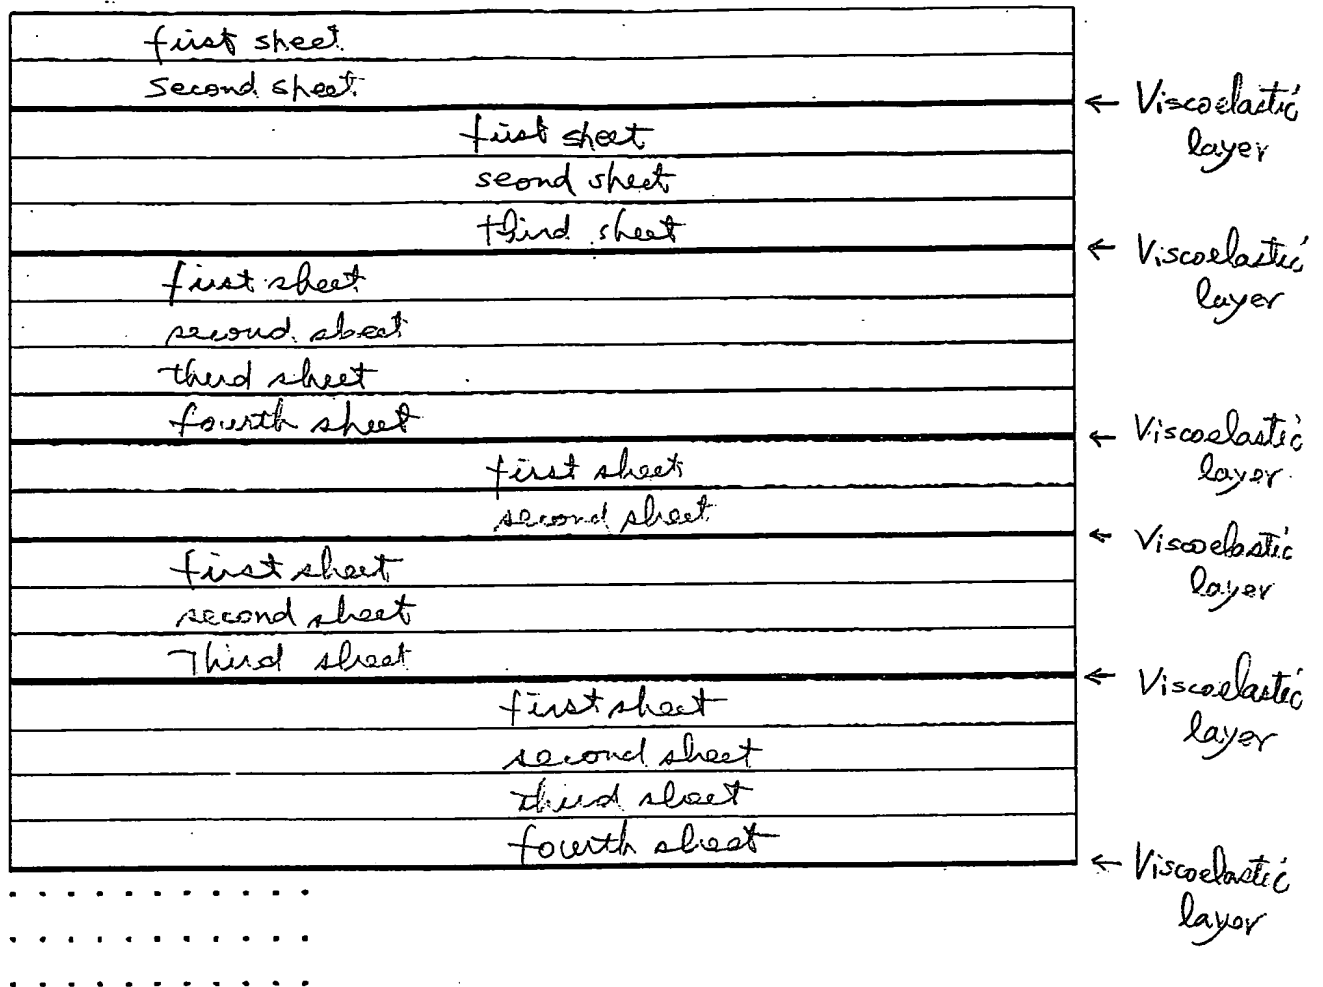 first sheet
second sheet
← Viscoelastic
layer
first sheet
seond sheet
third sheet
← Viscoelastic
layer
first sheet
second sheet
third sheet
fourth sheet
← Viscoelastic
layer
first sheet
second sheet
← Viscoelastic
layer
first sheet
second sheet
Third sheet
← Viscoelastic
layer
first sheet
second sheet
third sheet
fourth sheet
← Viscoelastic
layer